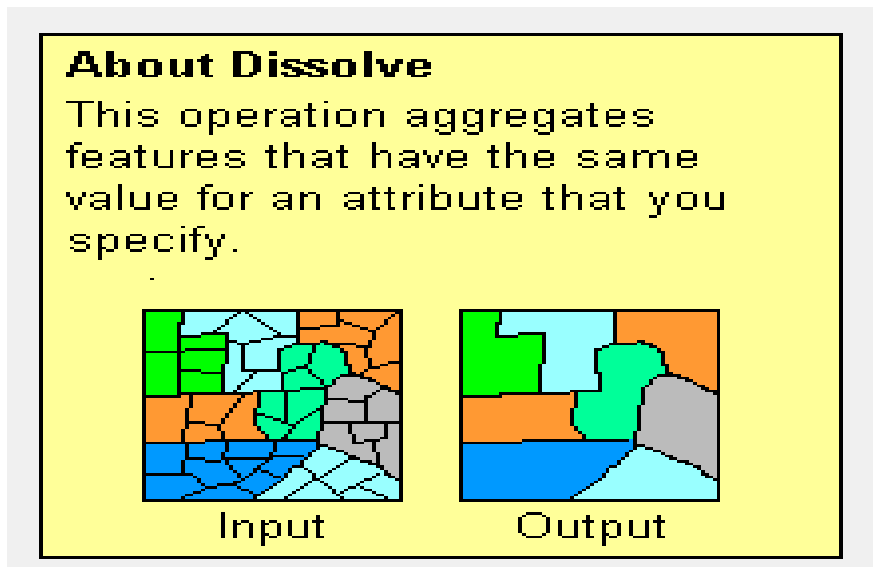 About Dissolve
This operation aggregates
features that have the same
value for an attribute that you
specify.
Input
Output